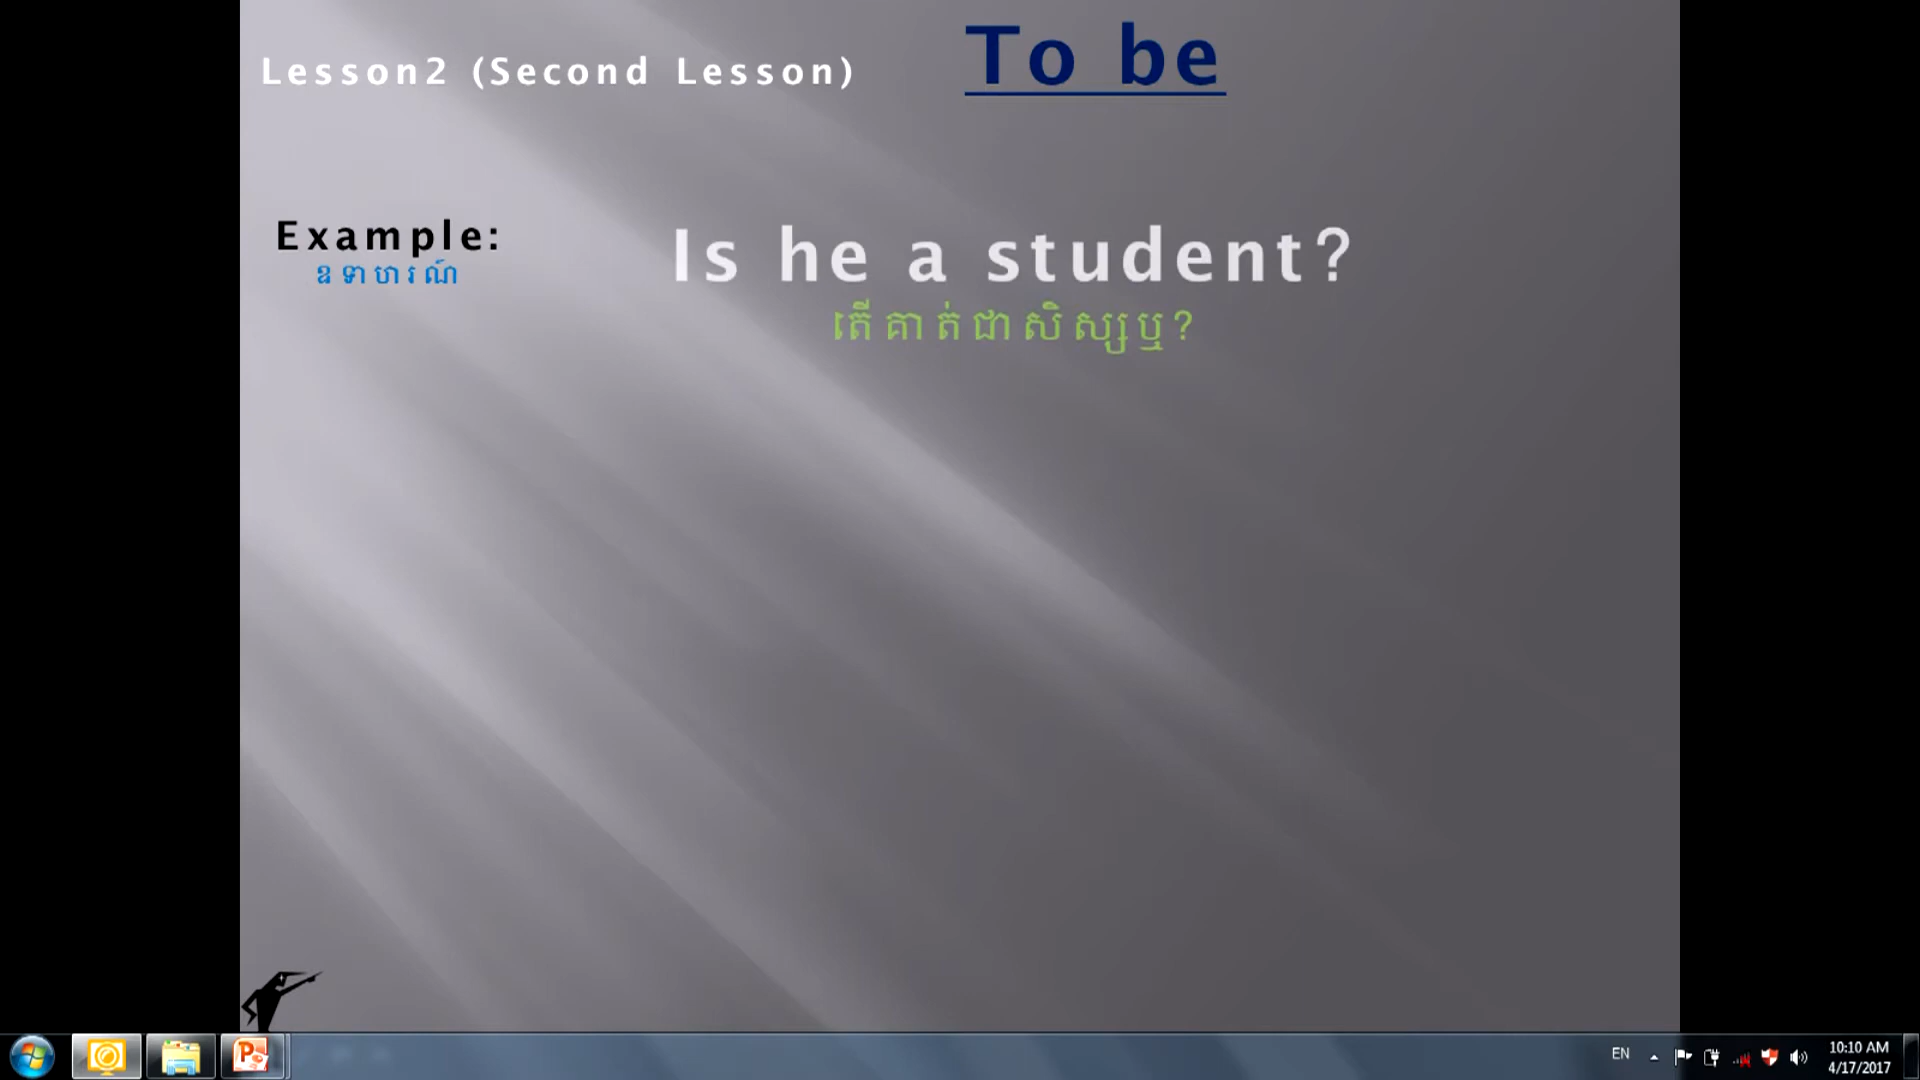 Lesson2 (Second Lesson)
To be
Example:
ឧទាហរណ៍
Is he a student?
តើគាត់ជាសិស្សឬ?
EN
10:10 AM
4/17/2017